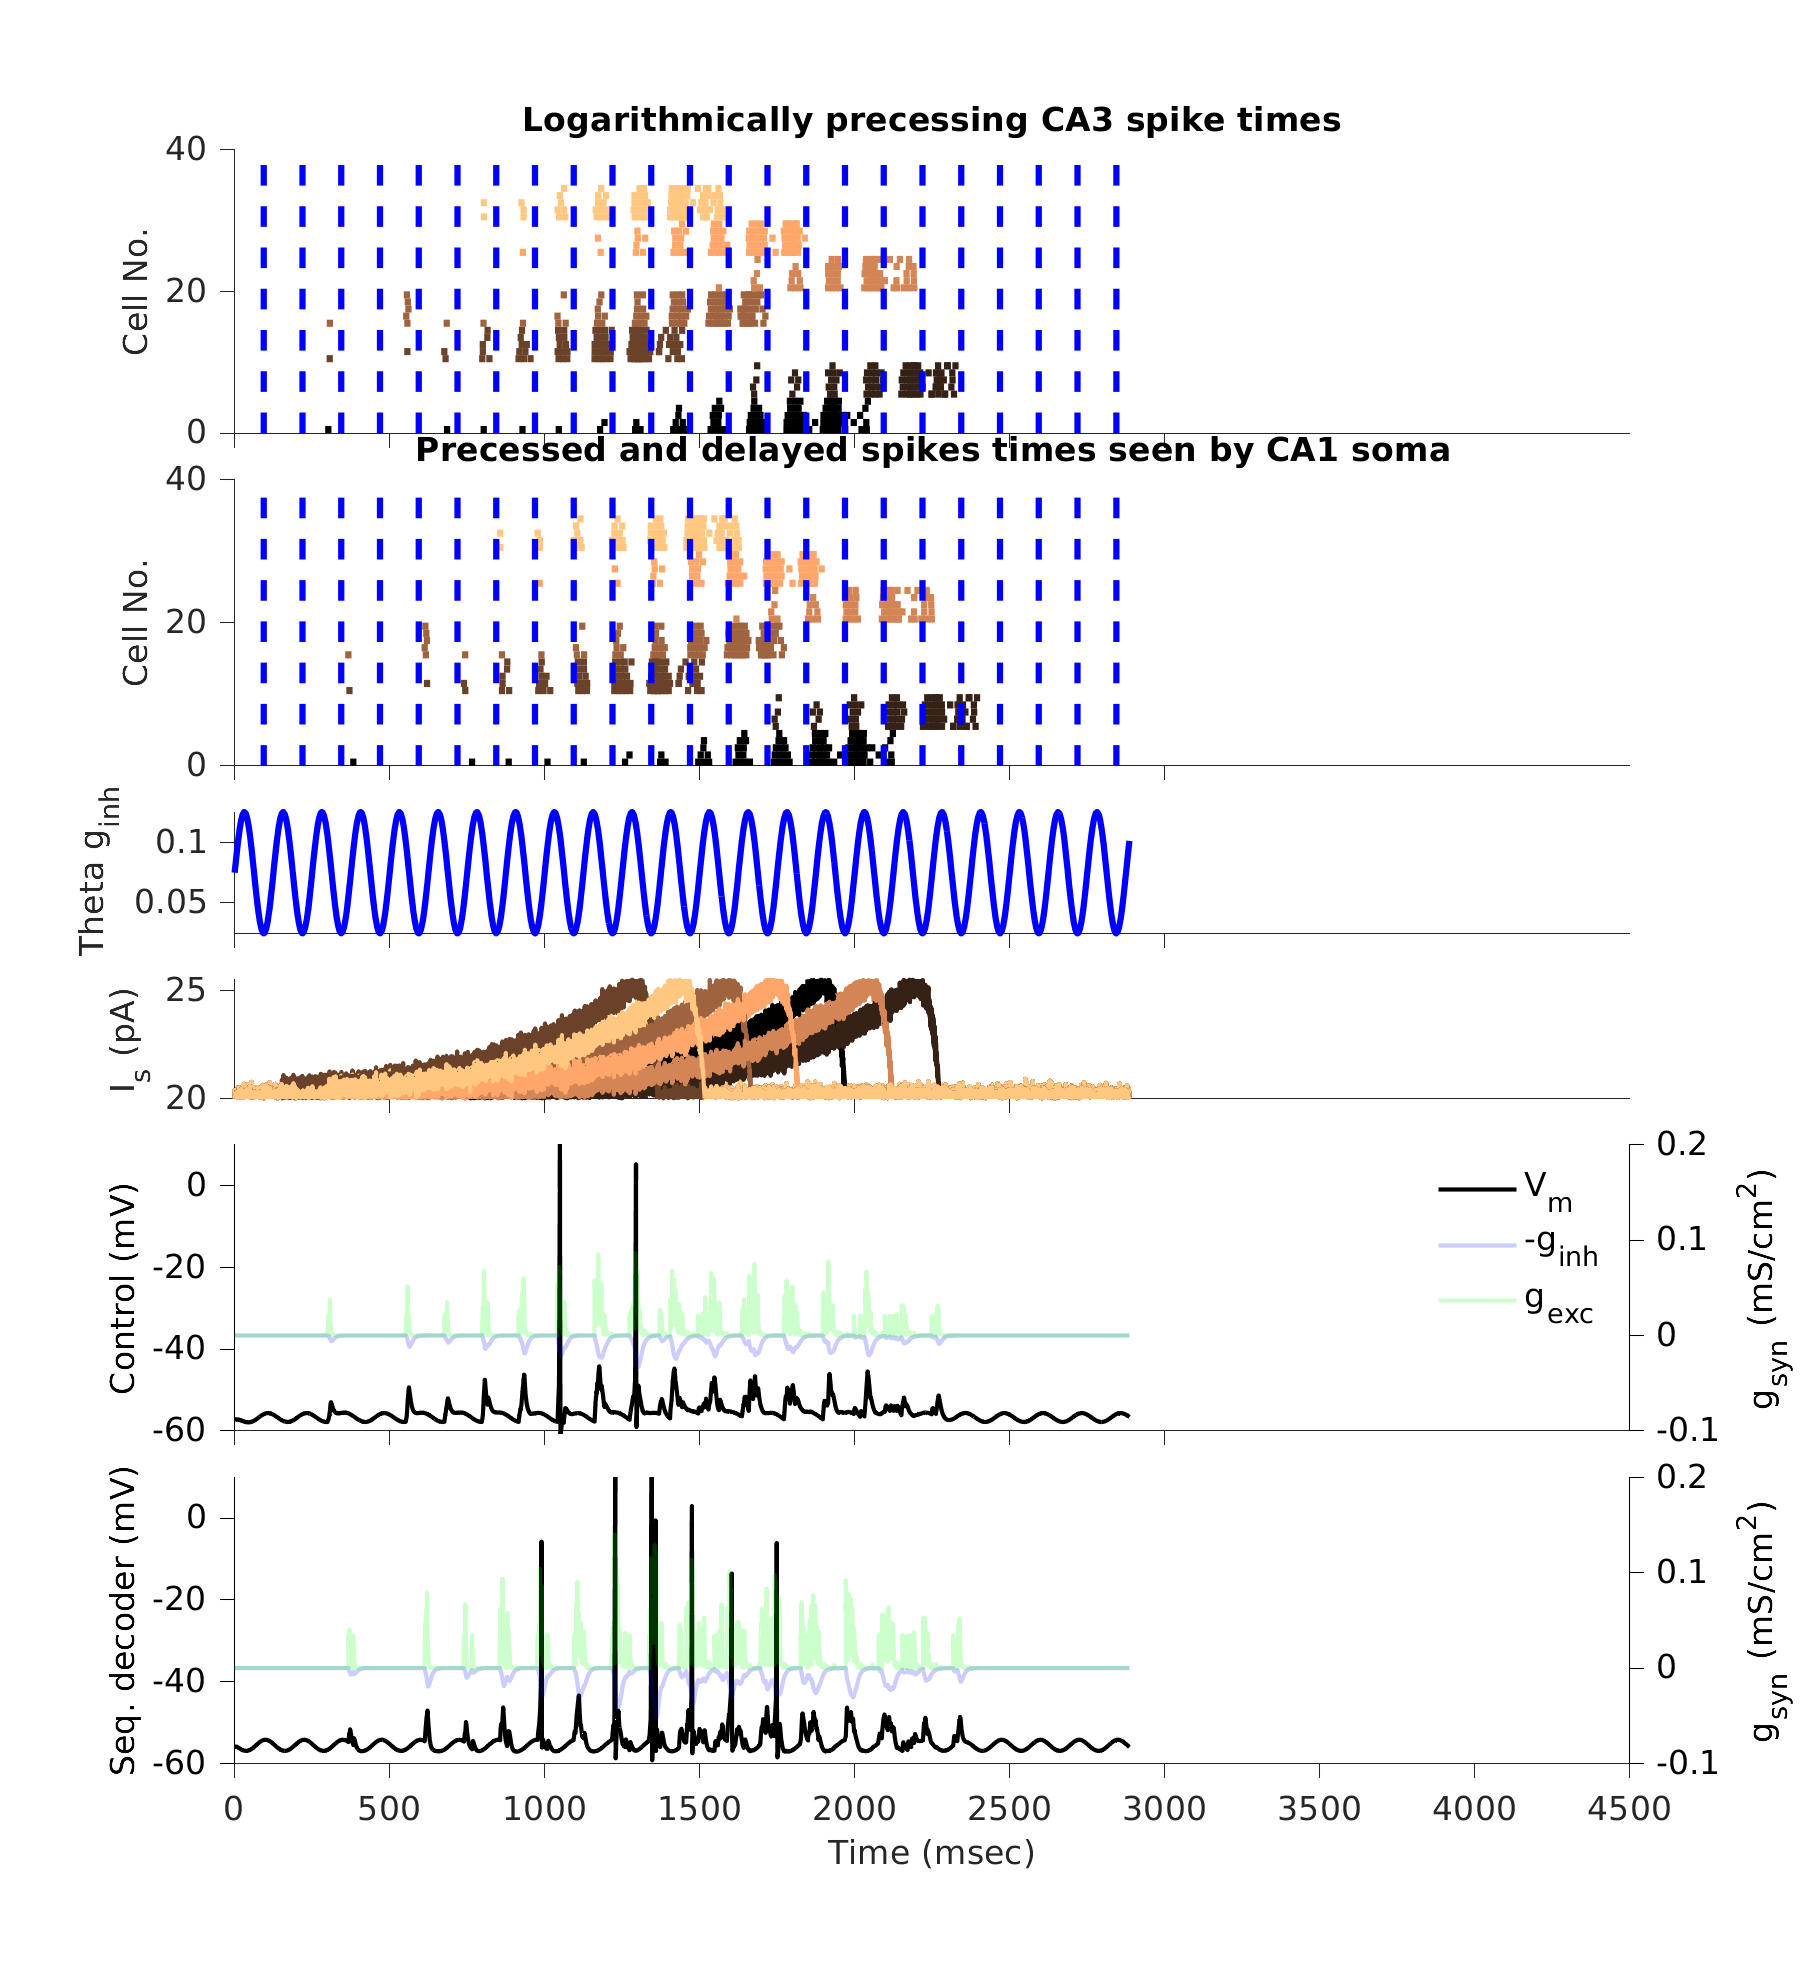 Logarithmically precessing CA3 spike times
40
20
0
Cell No.
Precessed and delayed spikes times seen by CA1 soma
40
20
0
Cell No.
0.1
0.05
Theta g_inh
25
20
I_s (pA)
0
-20
-40
-60
Control (mV)
V_m
-g_inh
g_exc
0.2
0.1
0
-0.1
g_syn (mS/cm^2)
0
-20
-40
-60
Seq. decoder (mV)
0.2
0.1
0
-0.1
g_syn (mS/cm^2)
0 500 1000 1500 2000 2500 3000 3500 4000 4500
Time (msec)